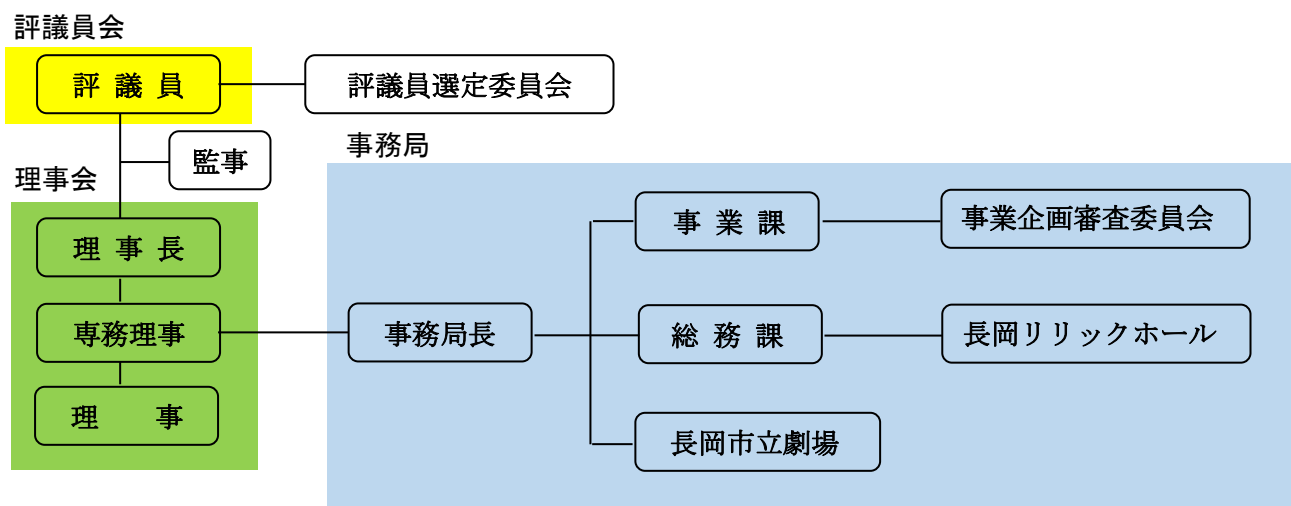 評議員会
評 議 員
評議員選定委員会
監事
理事会
理 事 長
専務理事
理 事
事務局
事務局長
事 業 課
事業企画審査委員会
総 務 課
長岡リリックホール
長岡市立劇場